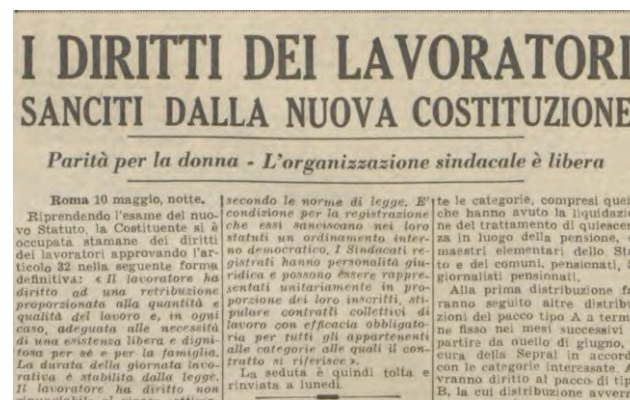 I DIRITTI DEI LAVORATORI
SANCITI DALLA NUOVA COSTITUZIONE
Parità per la donna - L'organizzazione sindacale è libera
Roma 10 maggio, notte.
Riprendendo l'esame del nuo-
vo Statuto, la Costituente si è
occupata stamane dei diritti
dei lavoratori approvando l'ar-
ticolo 32 nella seguente forma
definitiva: « Il lavoratore ha
diritto ad una retribuzione
proporzionata alla quantità e
qualità del lavoro e, in ogni
caso, adeguata alle necessità
di una esistenza libera e digni-
tosa per sè e per la famiglia.
La durata della giornata lavo-
rativa è stabilita dalla legge.
Il lavoratore ha diritto non
secondo le norme di legge. E'
condizione per la registrazione
che essi sanciscano nei loro
statuti un ordinamento inter-
no democratico. I Sindacati re-
gistrati hanno personalità giu-
ridica e possono essere rappre-
sentati unitariamente in pro-
porzione dei loro inscritti, sti-
pulare contratti collettivi di
lavoro con efficacia obbligato-
ria per tutti gli appartenenti
alle categorie alle quali il con-
tratto si riferisce ».
La seduta è quindi tolta e
rinviata a lunedì.
te le categorie, compresi quei
che hanno avuto la liquidazio
ne del trattamento di quiescen
za in luogo della pensione,
maestri elementari dello Sta
to e dei comuni, pensionati,
giornalisti pensionati.
Alla prima distribuzione fa
ranno seguito altre distribu
zioni del pacco tipo A a termi
ne fisso nei mesi successivi
partire da quello di giugno,
cura della Sepral in accord
con le categorie interessate. A
vranno diritto al pacco di tip
B, la cui distribuzione avverr